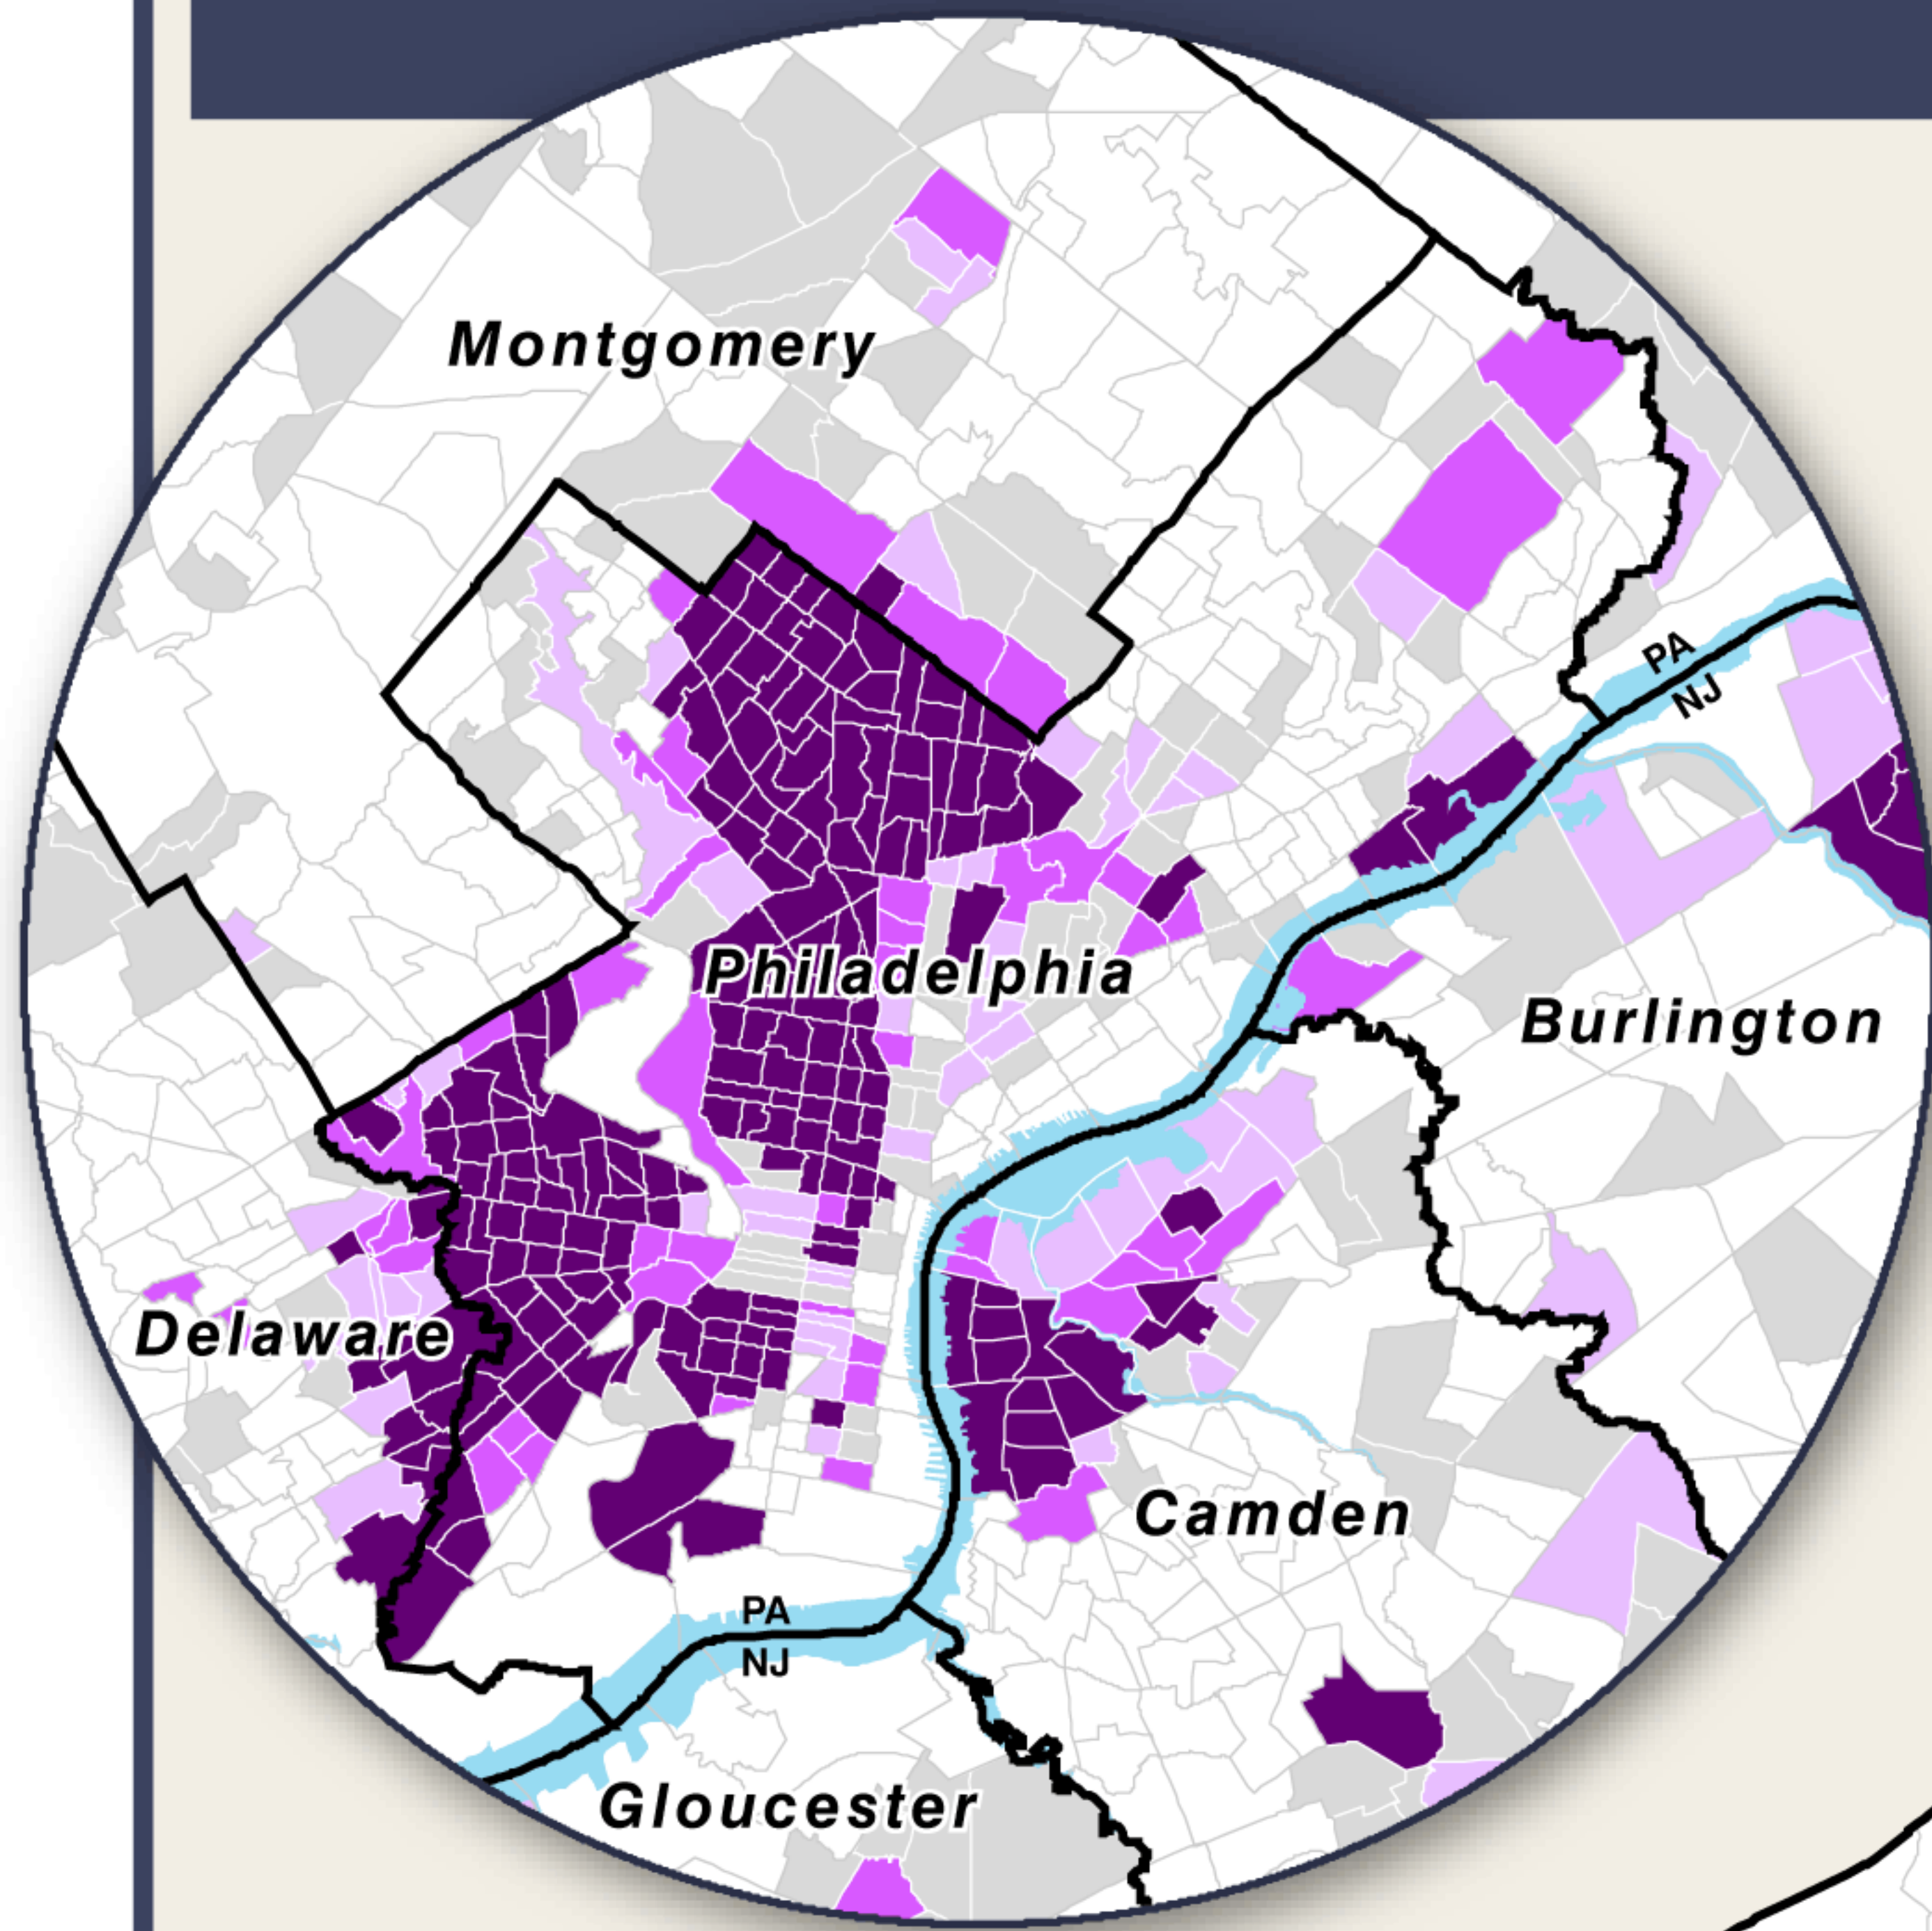 Montgomery
PA
NJ
Philadelphia
Burlington
Delaware
Camden
PA
NJ
Gloucester